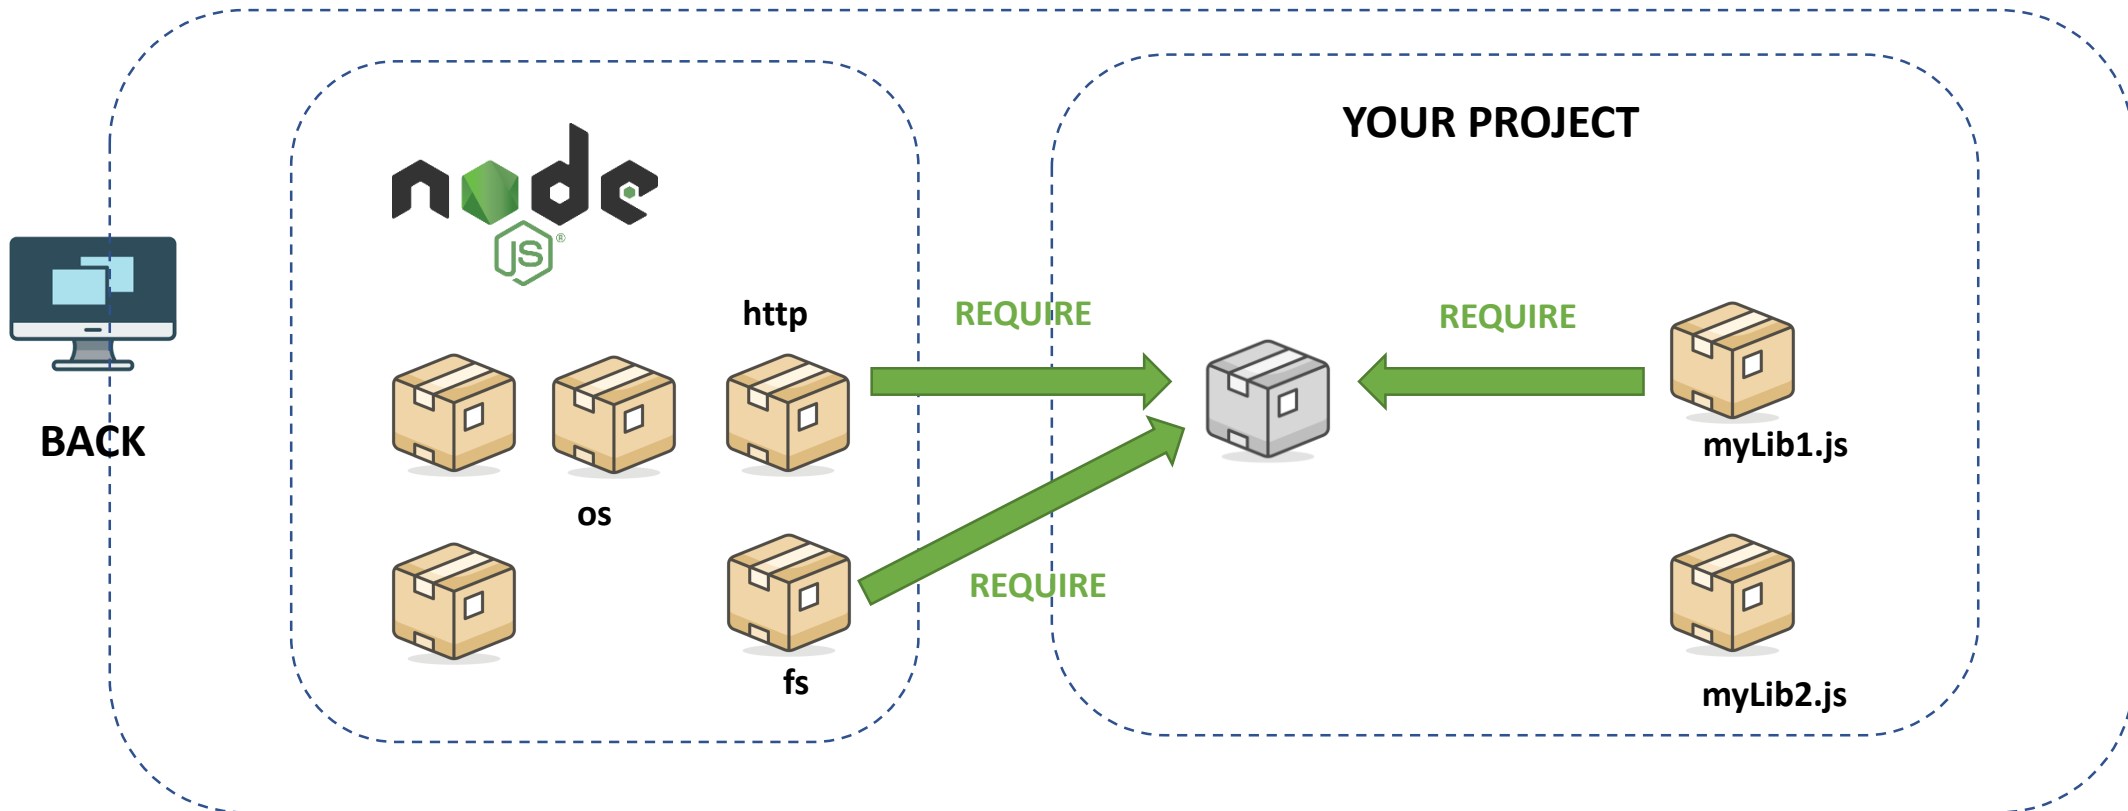 YOUR PROJECT
node
JS®
http
REQUIRE
REQUIRE
BACK
myLib1.js
os
REQUIRE
fs
myLib2.js